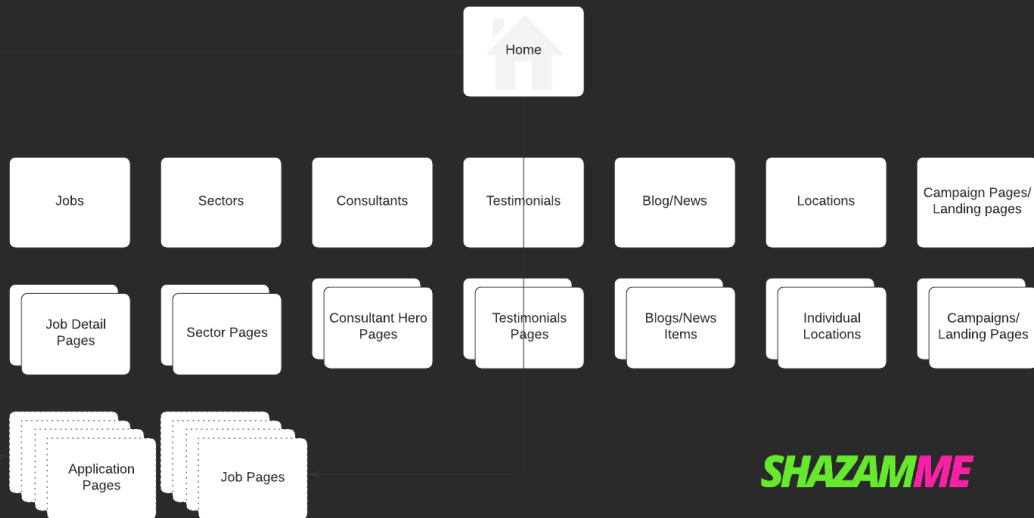 Home
Jobs
Sectors
Consultants
Testimonials
Blog/News
Locations
Campaign Pages/
Landing pages
Job Detail
Pages
Sector Pages
Consultant Hero
Pages
Testimonials
Pages
Blogs/News
Items
Individual
Locations
Campaigns/
Landing Pages
Application
Pages
Job Pages
SHAZAMME